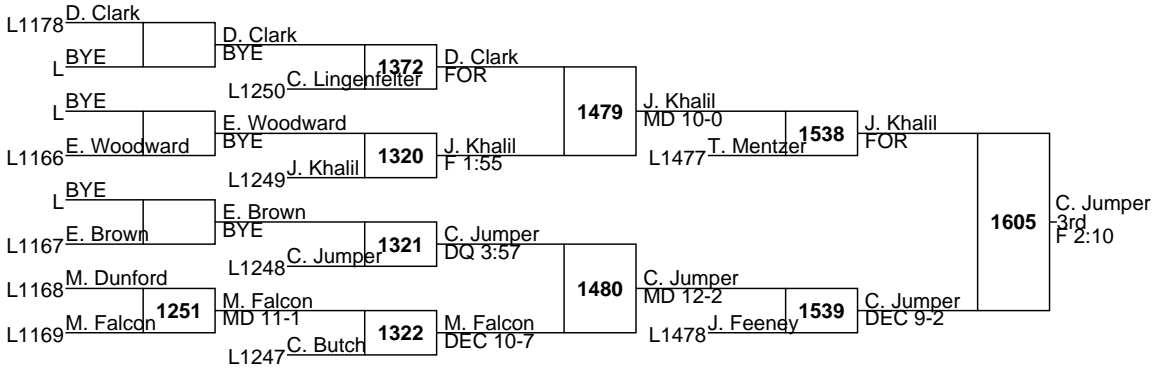 L1178 D. Clark
D. Clark
BYE
L BYE
1372
D. Clark
FOR
L1250 C. Lingenfelter
L BYE
1479
J. Khalil
MD 10-0
E. Woodward
BYE
L1166 E. Woodward
1320
J. Khalil
F 1:55
L1249 J. Khalil
1538
J. Khalil
FOR
L1477 T. Mentzer
L BYE
E. Brown
BYE
L1167 E. Brown
1321
C. Jumper
DQ 3:57
L1248 C. Jumper
1605
C. Jumper
3rd
F 2:10
L1168 M. Dunford
1251
M. Falcon
MD 11-1
L1169 M. Falcon
1480
C. Jumper
MD 12-2
1322
M. Falcon
DEC 10-7
L1247 C. Butch
1539
C. Jumper
DEC 9-2
L1478 J. Feeney